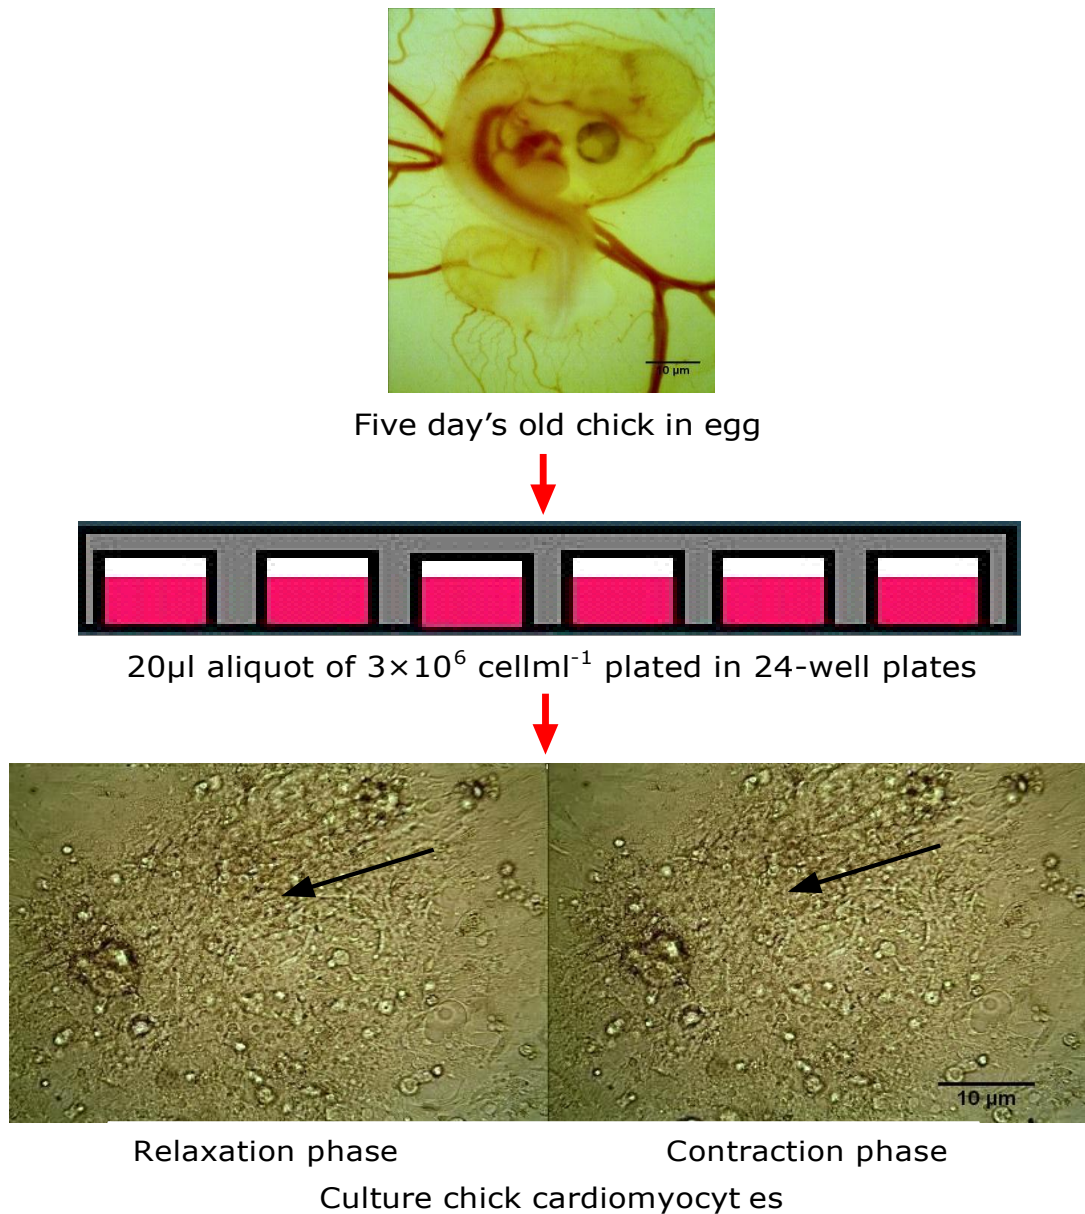 10 µm
Five day’s old chick in egg
20µl aliquot of 3×10⁶ cellml⁻¹ plated in 24-well plates
10 µm
Relaxation phase Contraction phase
Culture chick cardiomyocyt es